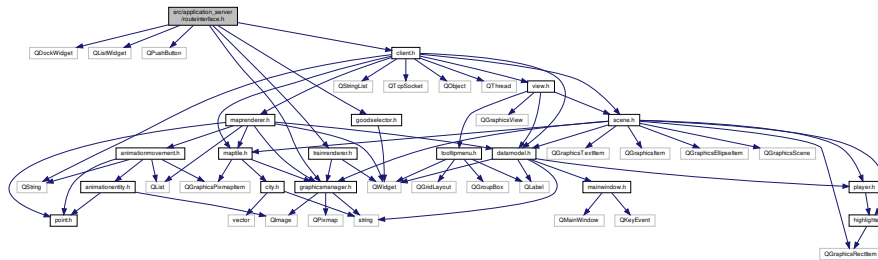 src/application_server
/routeinterface.h
QDockWidget
QListWidget
QPushButton
client.h
QStringList
QTcpSocket
QObject
QThread
view.h
QGraphicsView
maprenderer.h
goodselector.h
scene.h
animationmovement.h
maptile.h
trainrenderer.h
tooltipmenu.h
datamodel.h
QGraphicsTextItem
QGraphicsItem
QGraphicsEllipseItem
QGraphicsScene
QString
animationentity.h
QList
QGraphicsPixmapItem
city.h
graphicsmanager.h
QWidget
QGridLayout
QGroupBox
QLabel
mainwindow.h
player.h
point.h
vector
QImage
QPixmap
string
QMainWindow
QKeyEvent
highlighte
QGraphicsRectItem